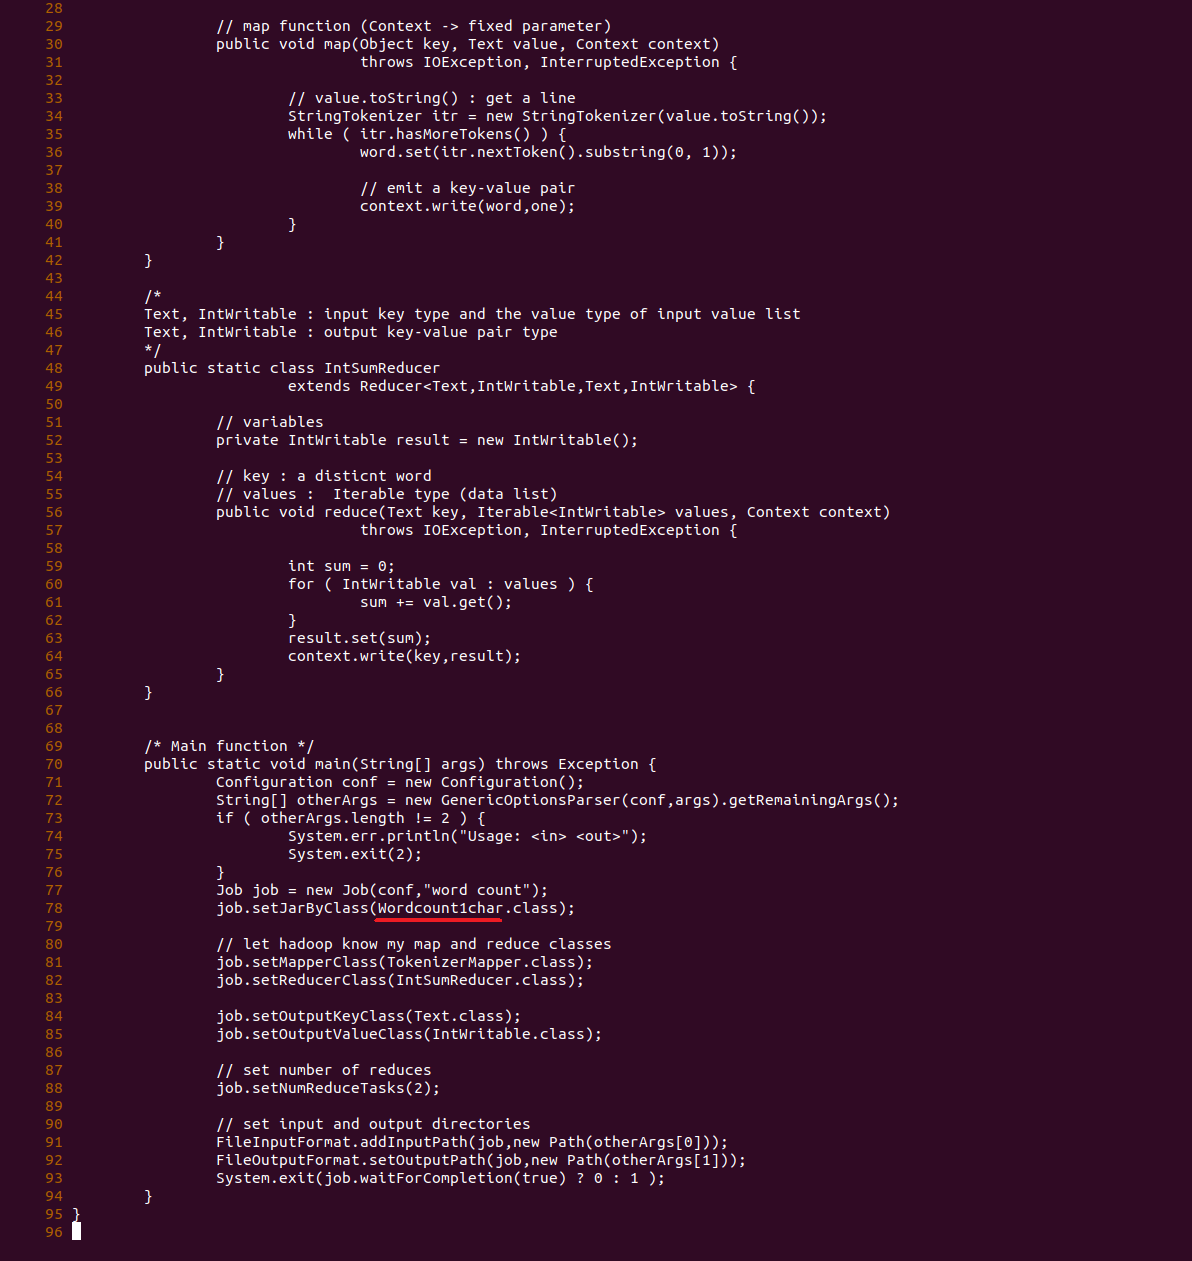 28
29 // map function (Context -> fixed parameter)
30 public void map(Object key, Text value, Context context)
31 throws IOException, InterruptedException {
32
33 // value.toString() : get a line
34 StringTokenizer itr = new StringTokenizer(value.toString());
35 while ( itr.hasMoreTokens() ) {
36 word.set(itr.nextToken().substring(0, 1));
37
38 // emit a key-value pair
39 context.write(word,one);
40 }
41 }
42 }
43
44 /*
45 Text, IntWritable : input key type and the value type of input value list
46 Text, IntWritable : output key-value pair type
47 */
48 public static class IntSumReducer
49 extends Reducer<Text,IntWritable,Text,IntWritable> {
50
51 // variables
52 private IntWritable result = new IntWritable();
53
54 // key : a disticnt word
55 // values :  Iterable type (data list)
56 public void reduce(Text key, Iterable<IntWritable> values, Context context)
57 throws IOException, InterruptedException {
58
59 int sum = 0;
60 for ( IntWritable val : values ) {
61 sum += val.get();
62 }
63 result.set(sum);
64 context.write(key,result);
65 }
66 }
67
68
69 /* Main function */
70 public static void main(String[] args) throws Exception {
71 Configuration conf = new Configuration();
72 String[] otherArgs = new GenericOptionsParser(conf,args).getRemainingArgs();
73 if ( otherArgs.length != 2 ) {
74 System.err.println("Usage: <in> <out>");
75 System.exit(2);
76 }
77 Job job = new Job(conf,"word count");
78 job.setJarByClass(Wordcount1char.class);
79
80 // let hadoop know my map and reduce classes
81 job.setMapperClass(TokenizerMapper.class);
82 job.setReducerClass(IntSumReducer.class);
83
84 job.setOutputKeyClass(Text.class);
85 job.setOutputValueClass(IntWritable.class);
86
87 // set number of reduces
88 job.setNumReduceTasks(2);
89
90 // set input and output directories
91 FileInputFormat.addInputPath(job,new Path(otherArgs[0]));
92 FileOutputFormat.setOutputPath(job,new Path(otherArgs[1]));
93 System.exit(job.waitForCompletion(true) ? 0 : 1 );
94 }
95 }
96